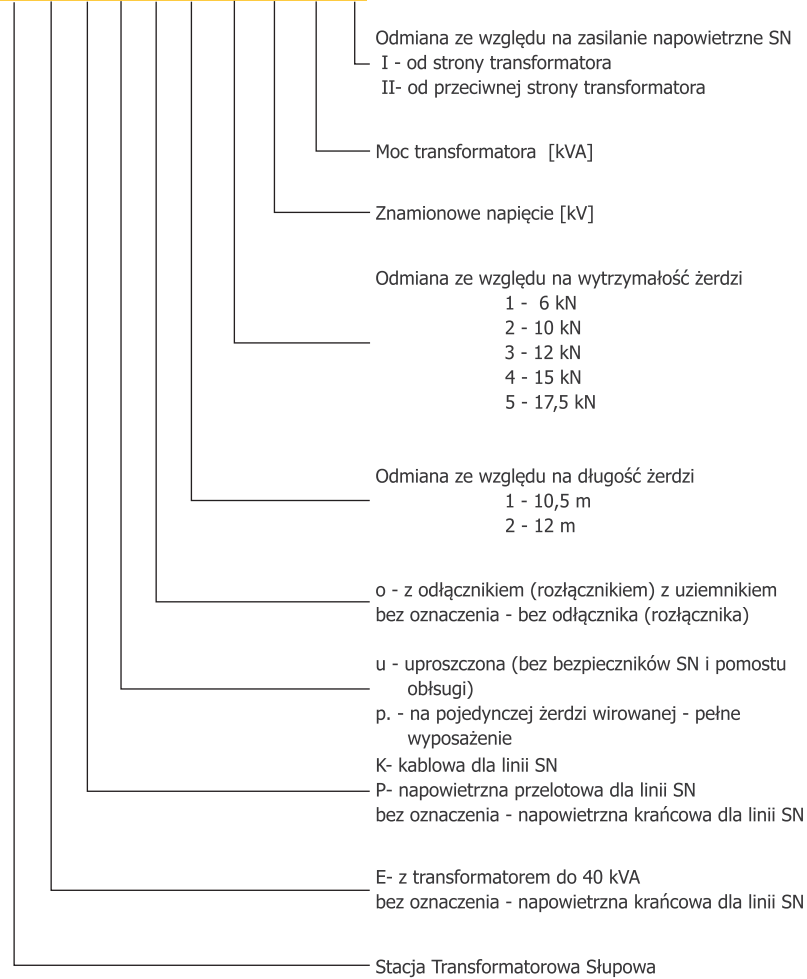 Odmiana ze względu na zasilanie napowietrzne SN
I - od strony transformatora
II- od przeciwnej strony transformatora
Moc transformatora [kVA]
Znamionowe napięcie [kV]
Odmiana ze względu na wytrzymałość żerdzi
1 - 6 kN
2 - 10 kN
3 - 12 kN
4 - 15 kN
5 - 17,5 kN
Odmiana ze względu na długość żerdzi
1 - 10,5 m
2 - 12 m
o - z odłącznikiem (rozłącznikiem) z uziemnikiem
bez oznaczenia - bez odłącznika (rozłącznika)
u - uproszczona (bez bezpieczników SN i pomostu
obłsugi)
p. - na pojedynczej żerdzi wirowanej - pełne
wyposażenie
K- kablowa dla linii SN
P- napowietrzna przelotowa dla linii SN
bez oznaczenia - napowietrzna krańcowa dla linii SN
E- z transformatorem do 40 kVA
bez oznaczenia - napowietrzna krańcowa dla linii SN
Stacja Transformatorowa Słupowa